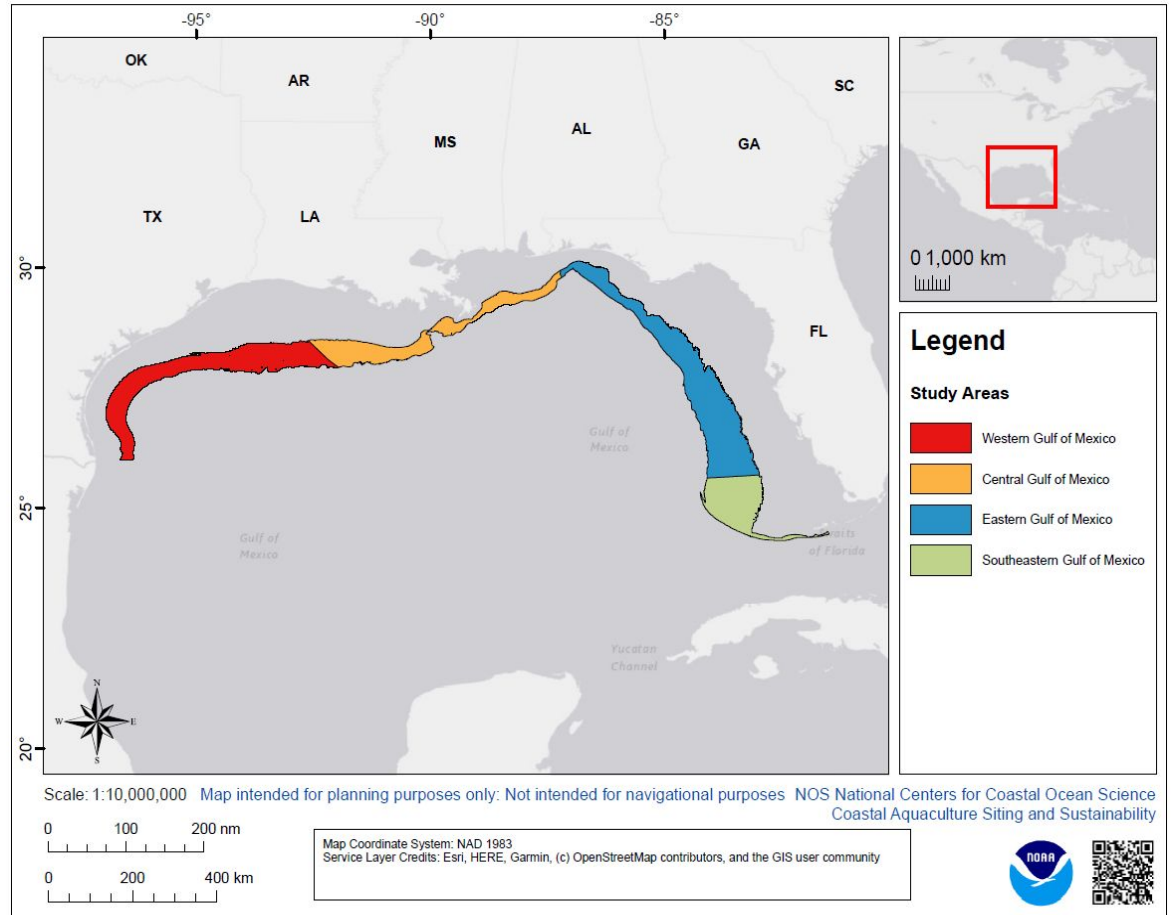 -95°
-90°
-85°
30°
25°
20°
OK
AR
SC
MS
AL
GA
TX
LA
FL
Gulf of
Mexico
Gulf of
Mexico
of Florida
Yucatan
Channel
N
W
E
S
0 1,000 km
Legend
Study Areas
Western Gulf of Mexico
Central Gulf of Mexico
Eastern Gulf of Mexico
Southeastern Gulf of Mexico
Scale: 1:10,000,000
Map intended for planning purposes only: Not intended for navigational purposes
NOS National Centers for Coastal Ocean Science
Coastal Aquaculture Siting and Sustainability
0 100 200 nm
0 200 400 km
Map Coordinate System: NAD 1983
Service Layer Credits: Esri, HERE, Garmin, (c) OpenStreetMap contributors, and the GIS user community
NOAA